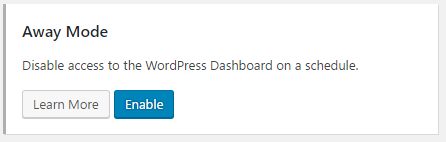 Away Mode
Disable access to the WordPress Dashboard on a schedule.
Learn More Enable